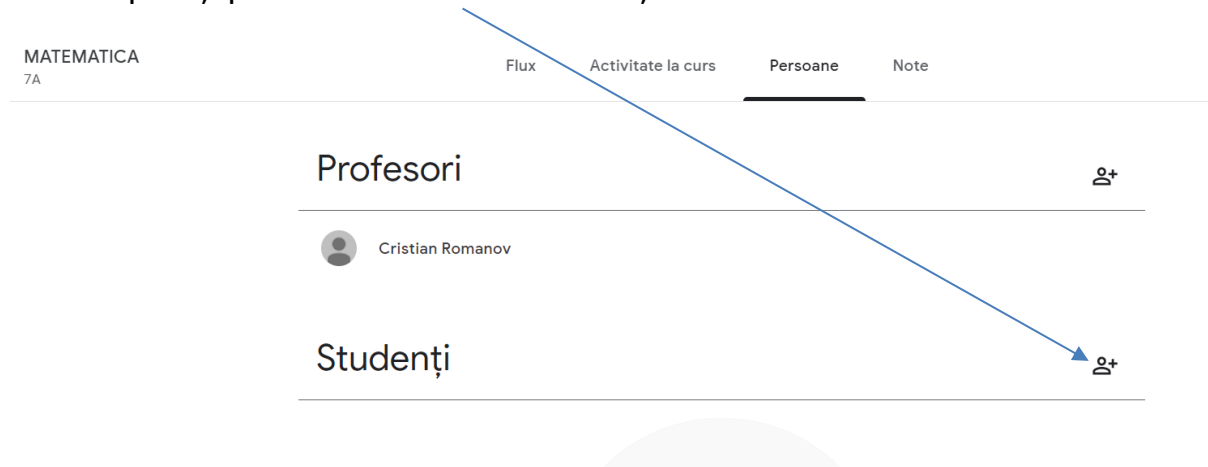 MATEMATICA
7A
Flux Activitate la curs Persoane Note
Profesori
Cristian Romanov
Studenți